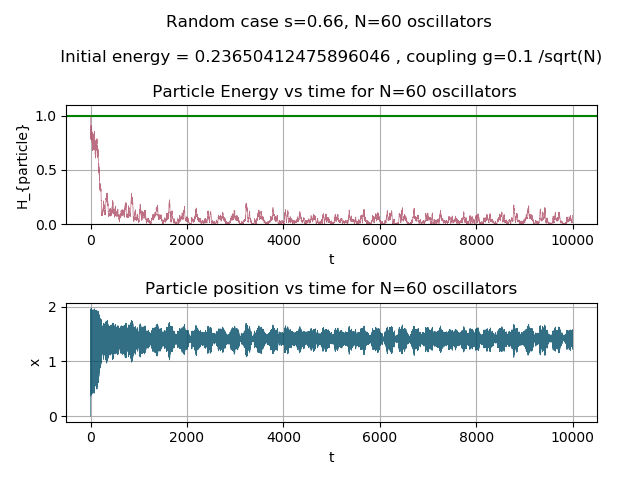 Random case s=0.66, N=60 oscillators
Initial energy = 0.23650412475896046 , coupling g=0.1 /sqrt(N)
Particle Energy vs time for N=60 oscillators
H_{particle}
1.0
0.5
0.0
0 2000 4000 6000 8000 10000
t
Particle position vs time for N=60 oscillators
x
2
1
0
0 2000 4000 6000 8000 10000
t